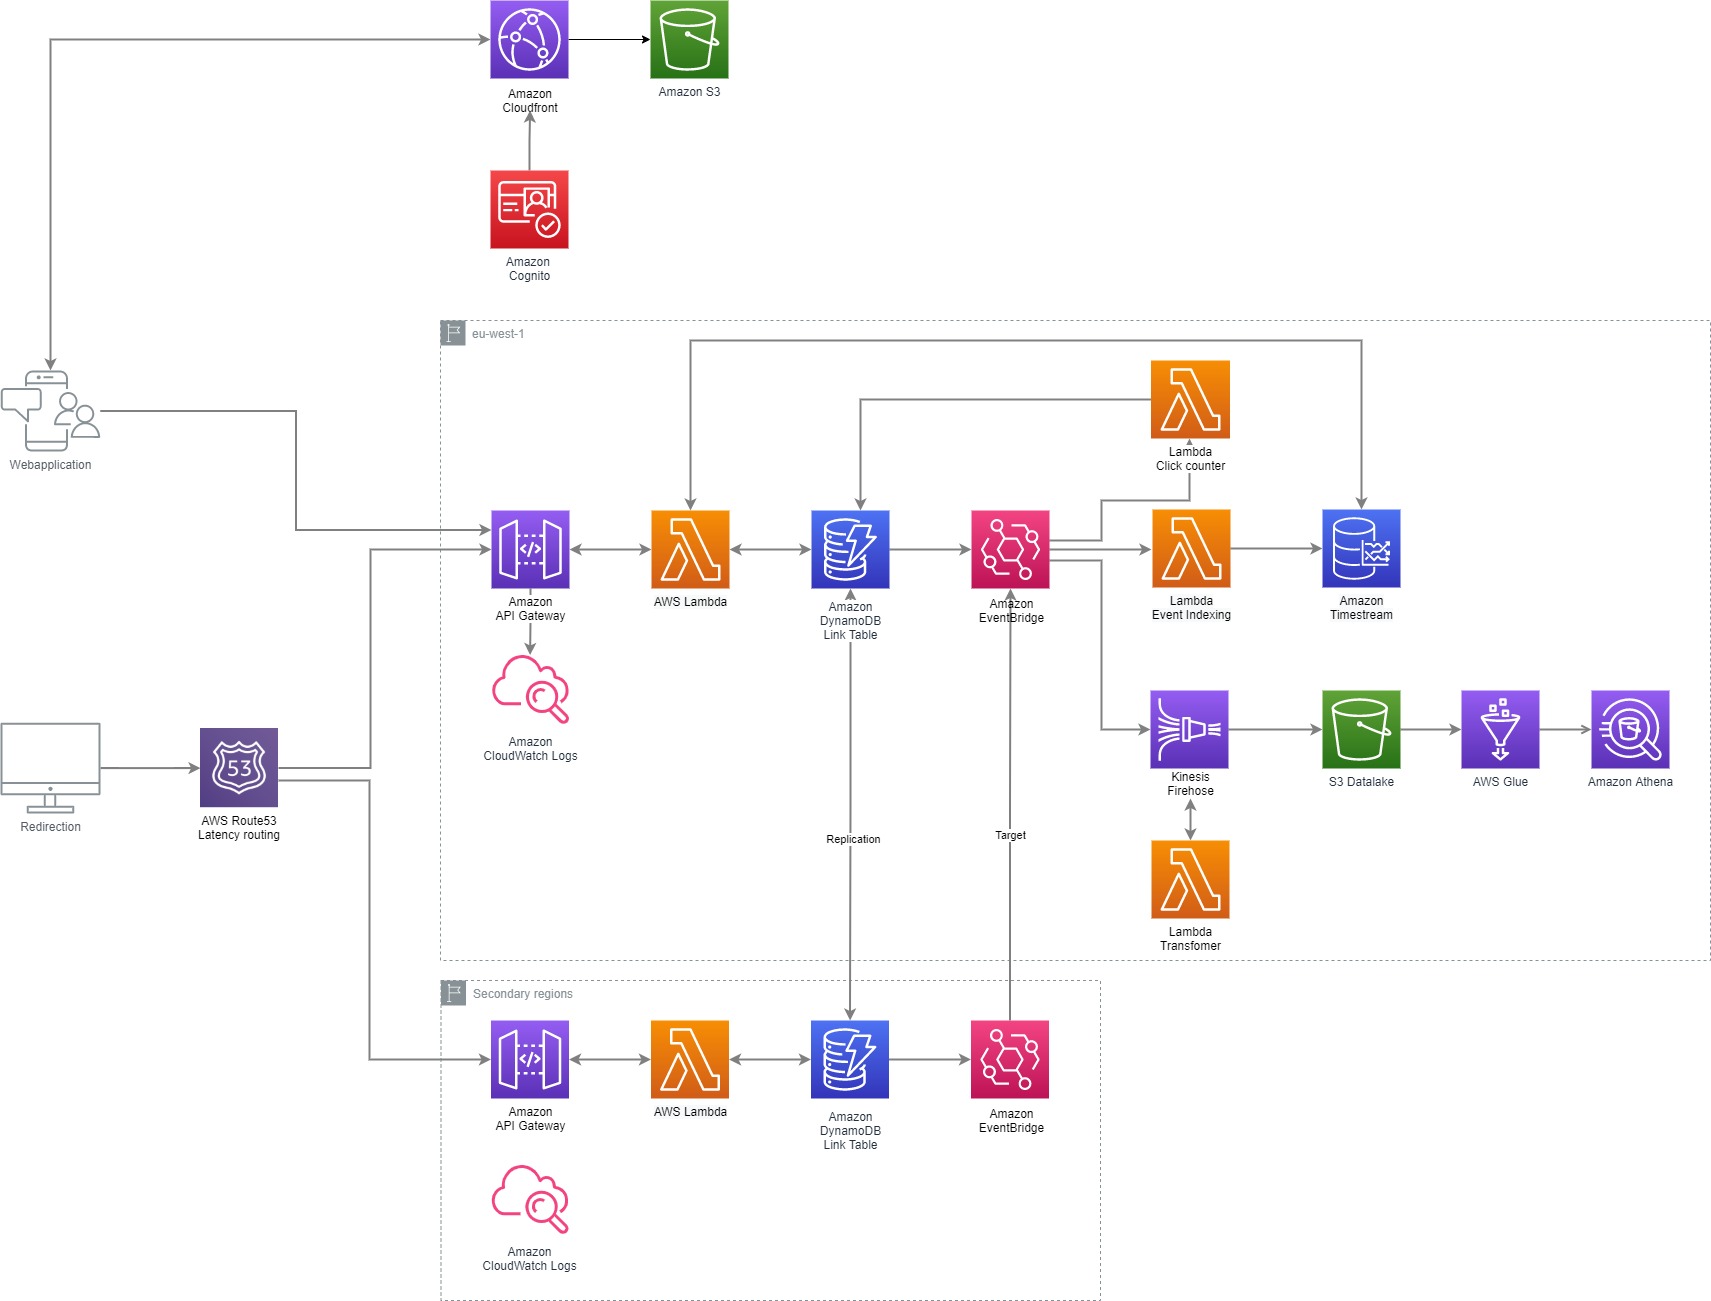 Amazon
Cloudfront
Amazon S3
Amazon
Cognito
eu-west-1
Webapplication
Lambda
Click counter
Amazon
API Gateway
AWS Lambda
Amazon
DynamoDB
Link Table
Amazon
EventBridge
Lambda
Event Indexing
Amazon
Timestream
Amazon
CloudWatch Logs
Kinesis
Firehose
S3 Datalake
AWS Glue
Amazon Athena
Redirection
53
AWS Route53
Latency routing
Replication
Target
Lambda
Transfomer
Secondary regions
Amazon
API Gateway
AWS Lambda
Amazon
DynamoDB
Link Table
Amazon
EventBridge
Amazon
CloudWatch Logs